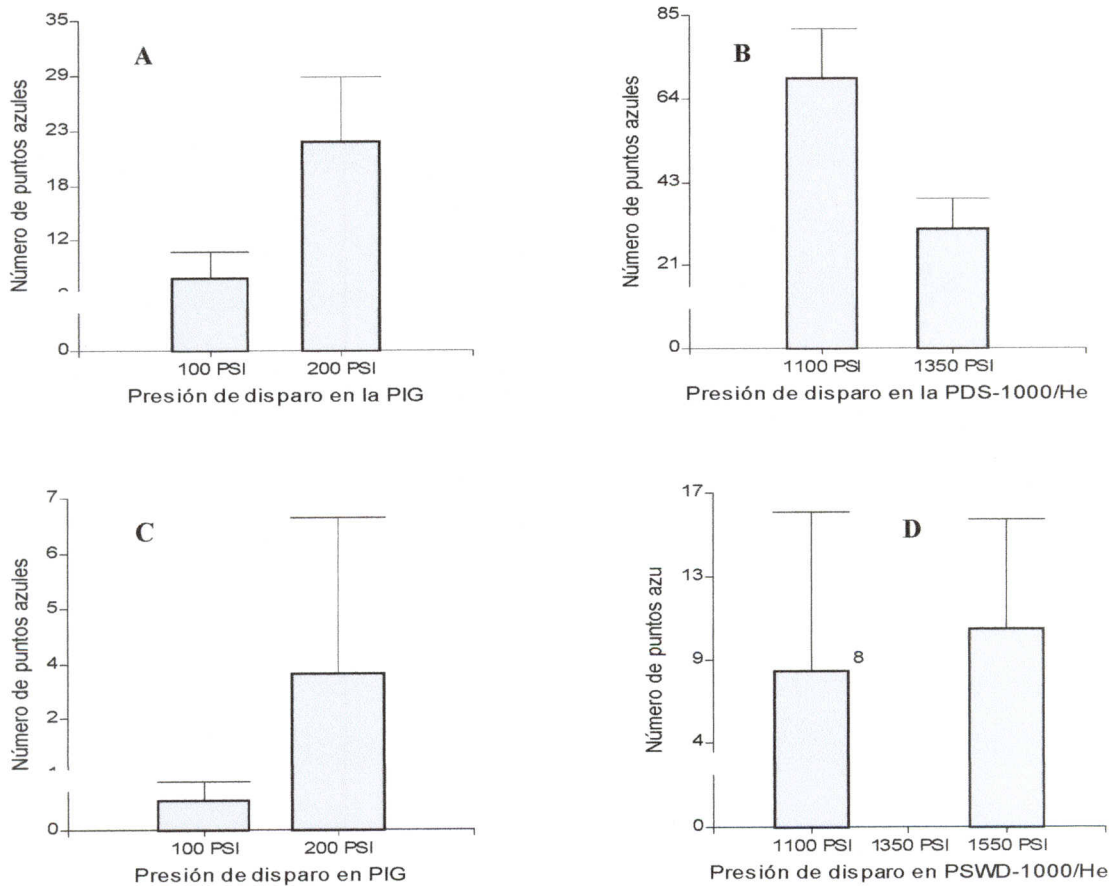 A
Número de puntos azules
35
29
23
18
12
0
100 PSI 200 PSI
Presión de disparo en la PIG
B
Número de puntos azules
85
64
43
21
0
1100 PSI 1350 PSI
Presión de disparo en la PDS-1000/He
C
Número de puntos azules
7
6
5
4
2
0
100 PSI 200 PSI
Presión de disparo en PIG
D
Número de puntos azu
17
13
9
4
0
8
1100 PSI 1350 PSI 1550 PSI
Presión de disparo en PSWD-1000/He